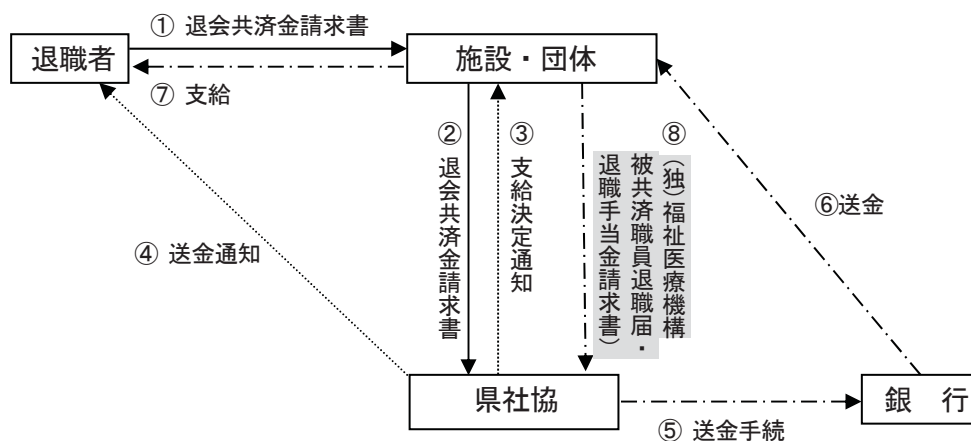 ① 退会共済金請求書
退職者
施設・団体
⑦ 支給
② 退会共済金請求書
③ 支給決定通知
⑧ （独）福祉医療機構
被共済職員退職届・
退職手当金請求書）
④ 送金通知
⑥送金
県社協
銀　行
⑤ 送金手続